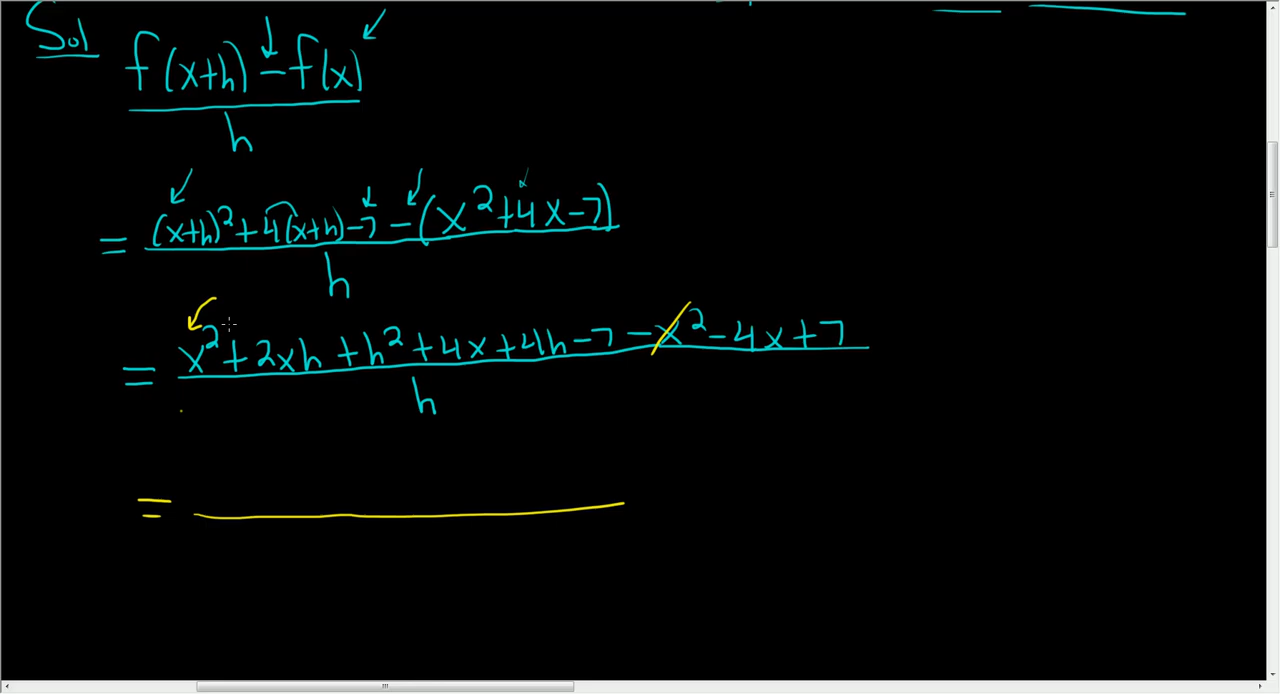 Sol
f(x+h) - f(x)
h
= (x+h)² + 4(x+h) - 7 - (x² + 4x - 7)
h
= x² + 2xh + h² + 4x + 4h - 7 - x² - 4x + 7
h
=